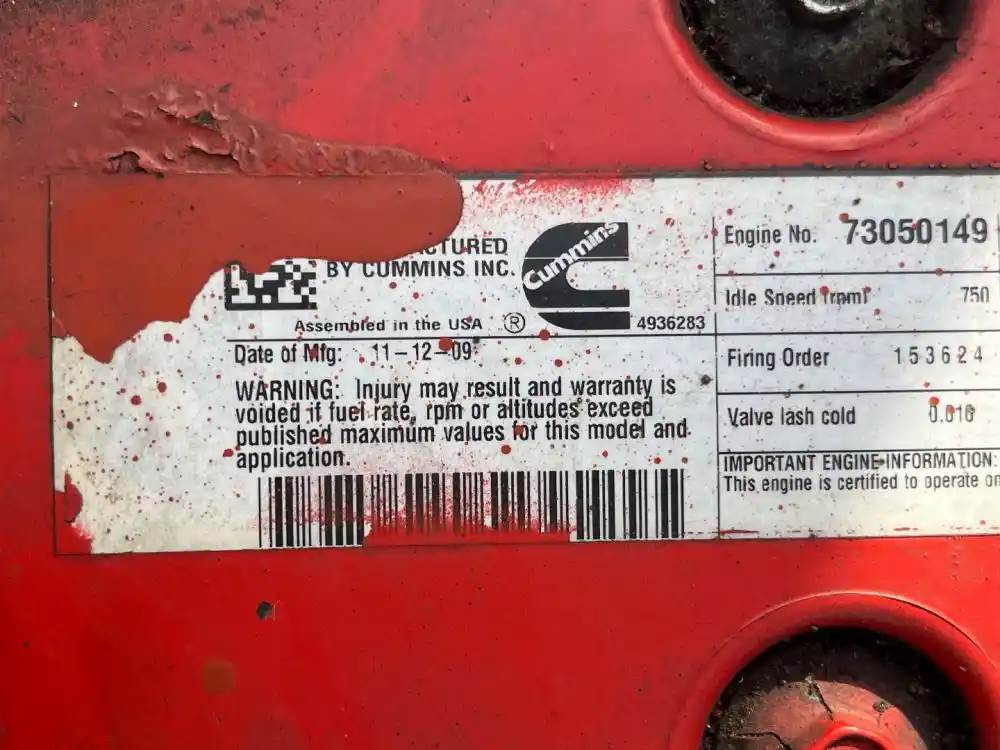 CTURED
BY CUMMINS INC.
Cummins
Assembled in the USA ®
4936283
Date of Mfg: 11-12-09
WARNING: Injury may result and warranty is
voided if fuel rate, rpm or altitudes exceed
published maximum values for this model and
application.
Engine No. 73050149
Idle Speed (rpm) 750
Firing Order 153624
Valve lash cold
IMPORTANT ENGINE INFORMATION:
This engine is certified to operate on